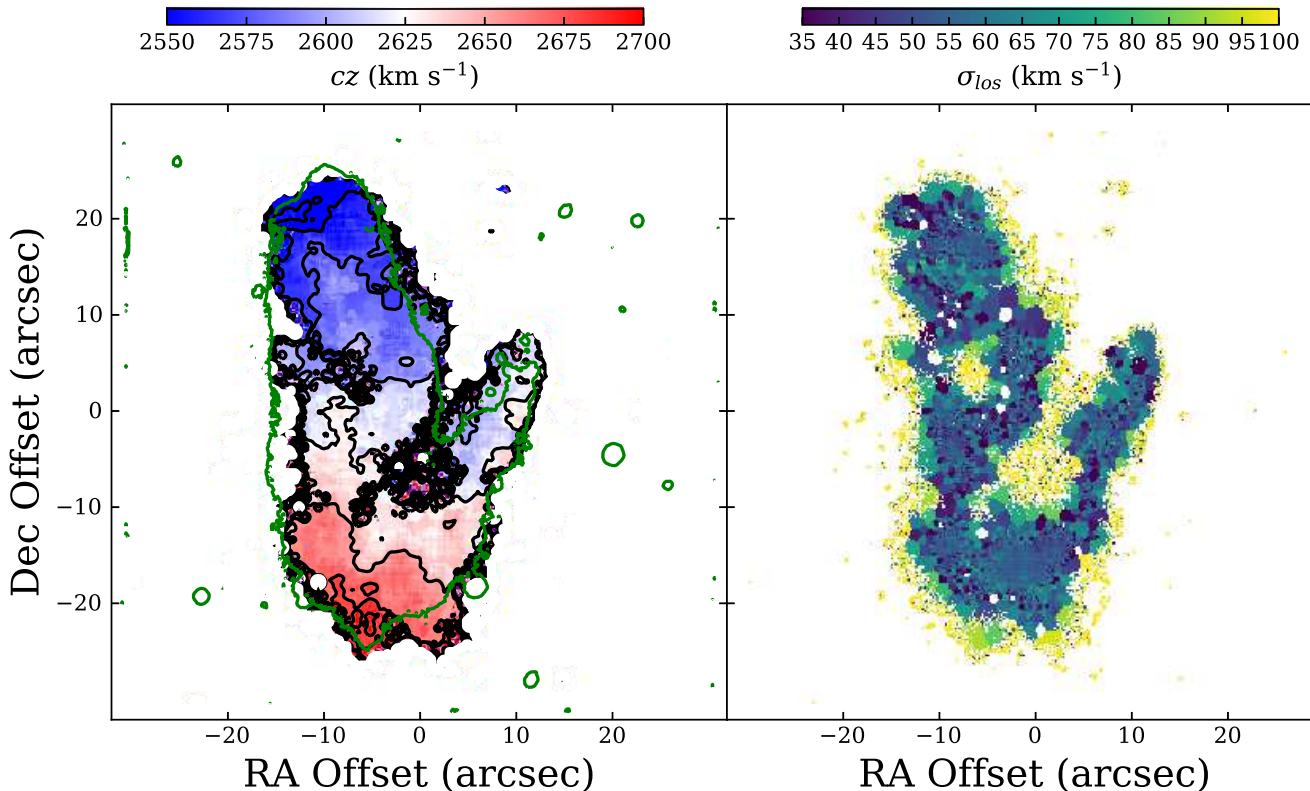 2550 2575 2600 2625 2650 2675 2700
cz (km s⁻¹)
35 40 45 50 55 60 65 70 75 80 85 90 95 100
σ_los (km s⁻¹)
Dec Offset (arcsec)
20
10
0
−10
−20
−20 −10 0 10 20
RA Offset (arcsec)
−20 −10 0 10 20
RA Offset (arcsec)